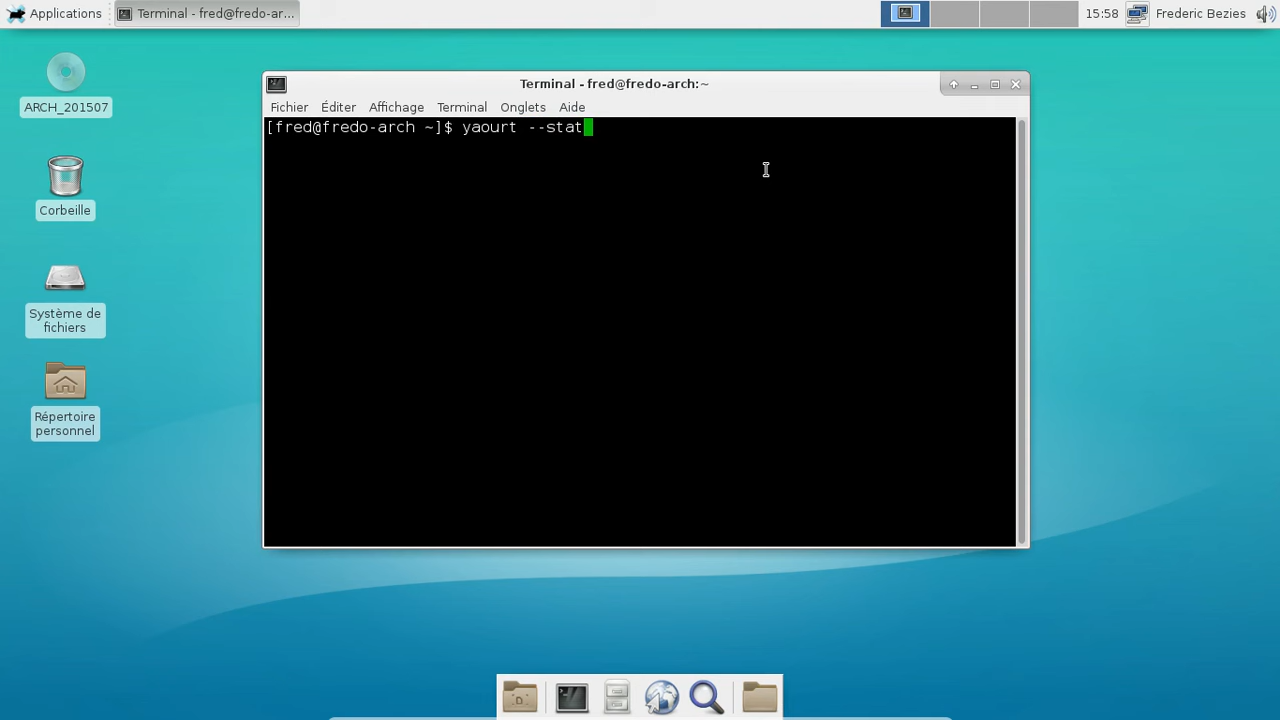 Applications
Terminal - fred@fredo-ar...
15:58
Frederic Bezies
ARCH_201507
Corbeille
Système de
fichiers
Répertoire
personnel
Terminal - fred@fredo-arch:~
Fichier Éditer Affichage Terminal Onglets Aide
[fred@fredo-arch ~]$ yaourt --stat
D